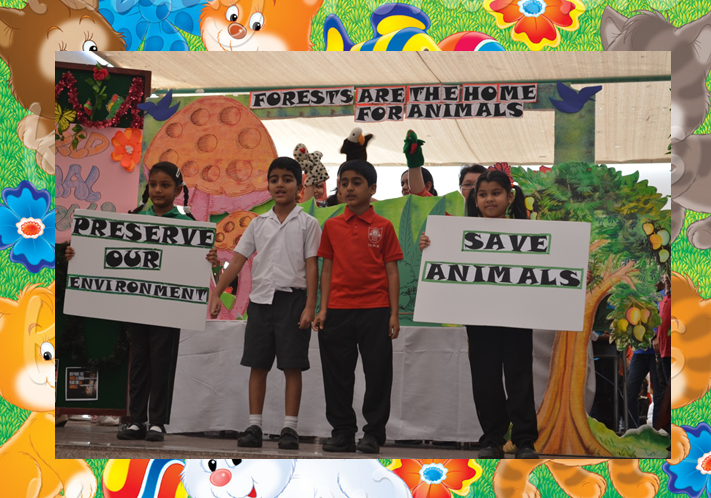 FORESTS ARE THE HOME
FOR ANIMALS
PRESERVE
OUR
ENVIRONMENT
SAVE
ANIMALS